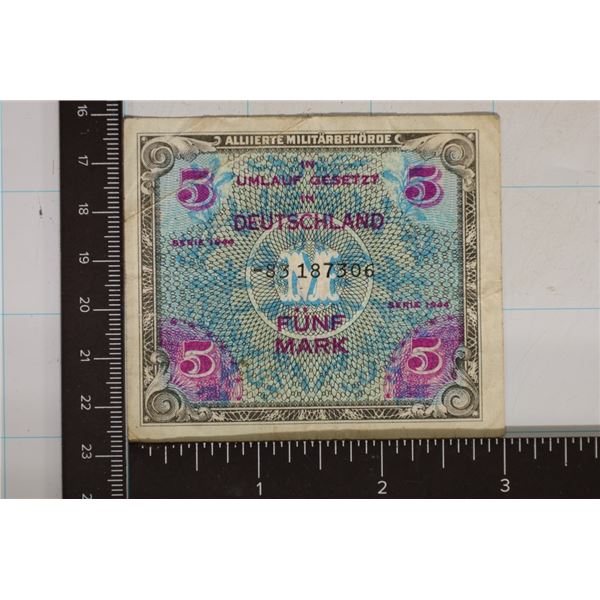 ALLIIERTE MILITÄRBEHÖRDE
5 IN 5
UMLAUF GESETZT
IN
DEUTSCHLAND
SERIE 1944
-83187306
M
SERIE 1944
FÜNF
MARK
5 5
16
17
18
19
20
21
22
23
1 2 3